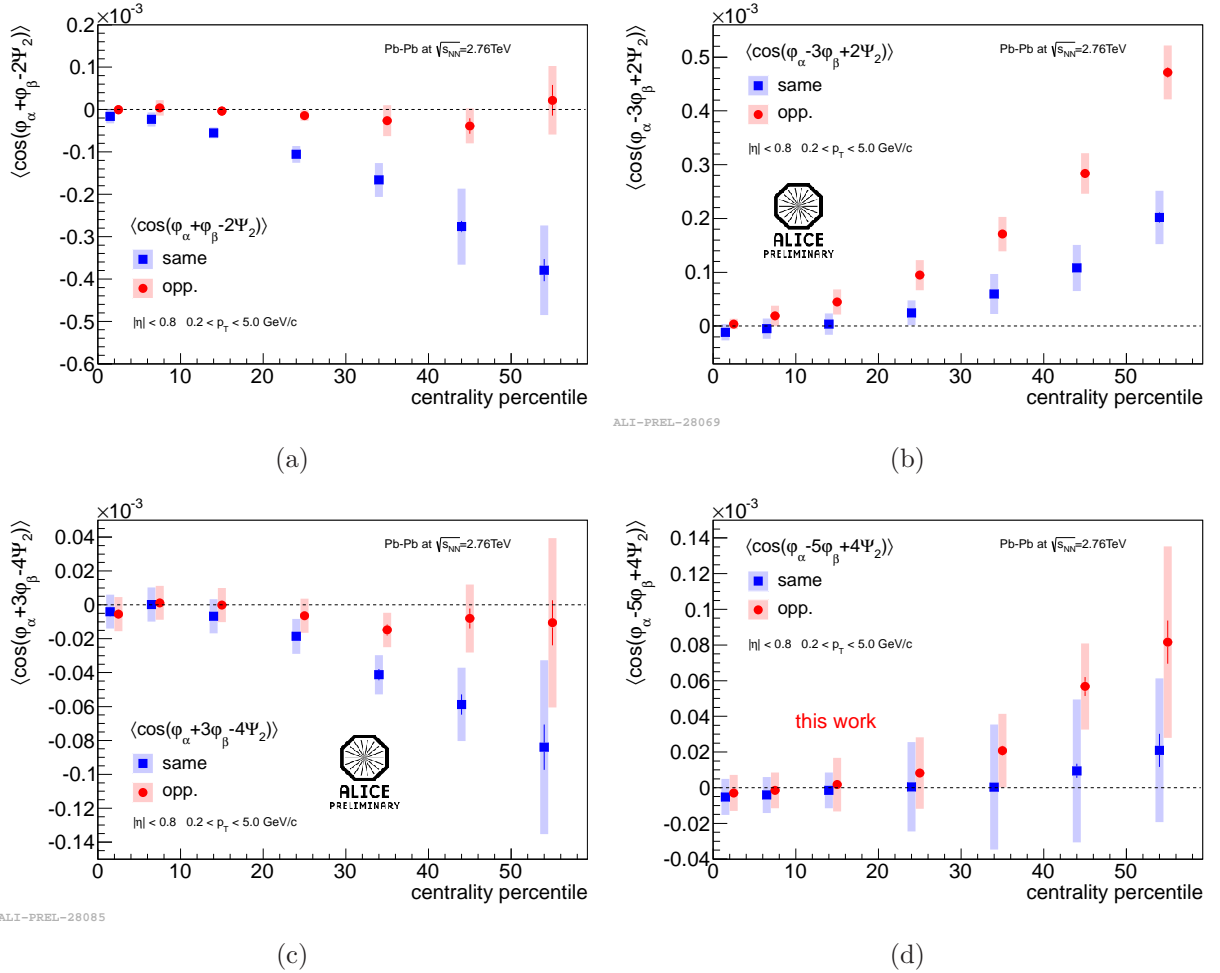 ×10⁻³
Pb-Pb at √sNN=2.76TeV
⟨cos(φα+φβ-2Ψ2)⟩
0.2
0.1
0
-0.1
-0.2
-0.3
-0.4
-0.5
-0.6
⟨cos(φα+φβ-2Ψ2)⟩
same
opp.
|η| < 0.8 0.2 < pT < 5.0 GeV/c
0 10 20 30 40 50
centrality percentile
(a)
×10⁻³
Pb-Pb at √sNN=2.76TeV
⟨cos(φα-3φβ+2Ψ2)⟩
0.5
0.4
0.3
0.2
0.1
0
⟨cos(φα-3φβ+2Ψ2)⟩
same
opp.
|η| < 0.8 0.2 < pT < 5.0 GeV/c
ALICE
PRELIMINARY
0 10 20 30 40 50
centrality percentile
ALI-PREL-28069
(b)
×10⁻³
Pb-Pb at √sNN=2.76TeV
⟨cos(φα+3φβ-4Ψ2)⟩
0.04
0.02
0
-0.02
-0.04
-0.06
-0.08
-0.1
-0.12
-0.14
⟨cos(φα+3φβ-4Ψ2)⟩
same
opp.
|η| < 0.8 0.2 < pT < 5.0 GeV/c
ALICE
PRELIMINARY
0 10 20 30 40 50
centrality percentile
ALI-PREL-28085
(c)
×10⁻³
Pb-Pb at √sNN=2.76TeV
⟨cos(φα-5φβ+4Ψ2)⟩
0.14
0.12
0.1
0.08
0.06
0.04
0.02
0
-0.02
-0.04
⟨cos(φα-5φβ+4Ψ2)⟩
same
opp.
|η| < 0.8 0.2 < pT < 5.0 GeV/c
this work
0 10 20 30 40 50
centrality percentile
(d)